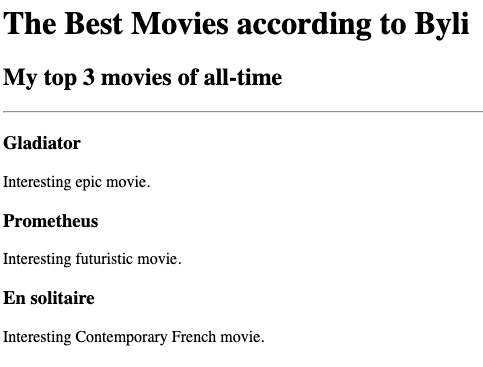 The Best Movies according to Byli
My top 3 movies of all-time
Gladiator
Interesting epic movie.
Prometheus
Interesting futuristic movie.
En solitaire
Interesting Contemporary French movie.